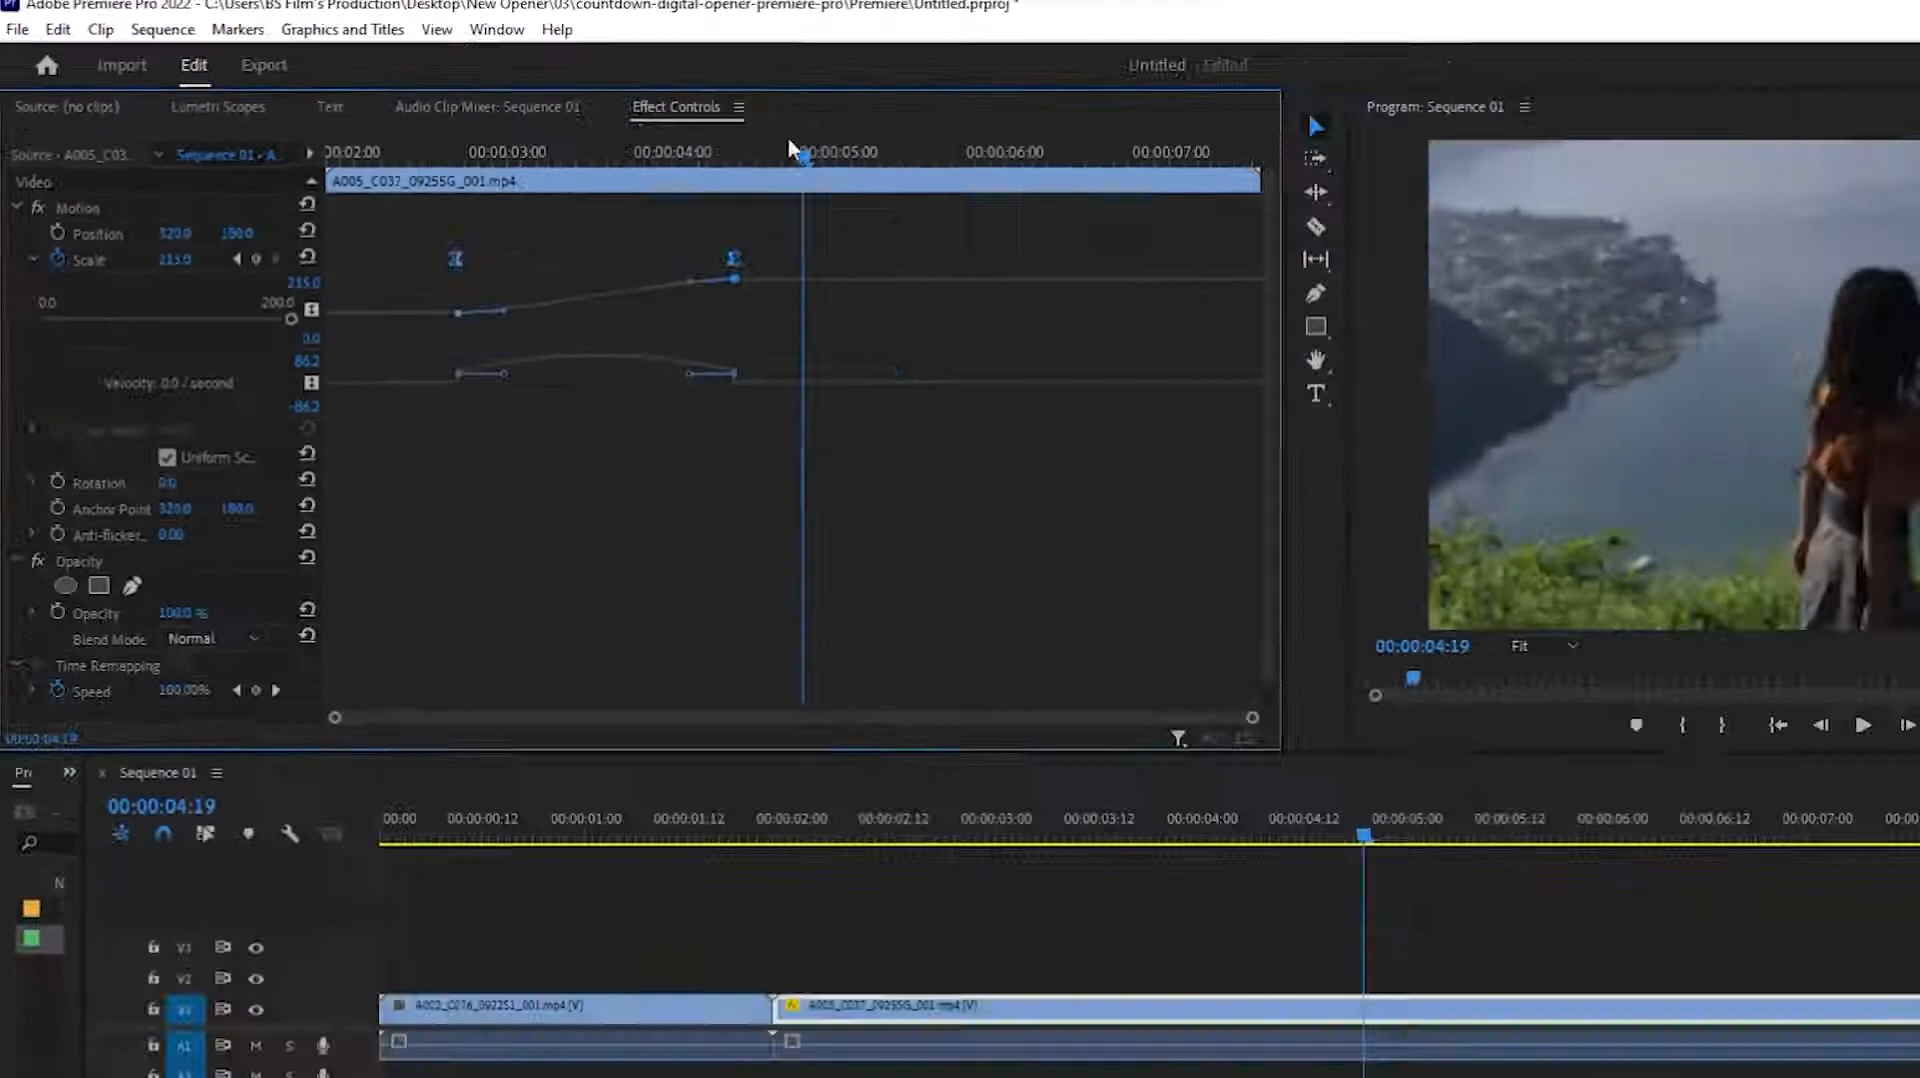 Adobe Premiere Pro 2022 - C:\Users\BS Film's Production\Desktop\New Opener\03\countdown-digital-opener-premiere-pro\Premiere\Untitled.prproj *
File Edit Clip Sequence Markers Graphics and Titles View Window Help
Import Edit Export Untitled Edited
Source: (no clips) Lumetri Scopes Text Audio Clip Mixer: Sequence 01 Effect Controls Program: Sequence 01
Source - A005_C03... Sequence 01 - A... 00:02:00 00:00:03:00 00:00:04:00 00:00:05:00 00:00:06:00 00:00:07:00
Video A005_C037_09255G_001.mp4
fx Motion
Position 320.0 180.0
Scale 215.0
215.0
0.0 200.0
0.0
86.2
Velocity: 0.0 / second
-86.2
Uniform Sc...
Rotation 0.0
Anchor Point 320.0 180.0
Anti-flicker... 0.00
fx Opacity
Opacity 100.0 %
Blend Mode Normal
Time Remapping
Speed 100.00%
00:00:04:19
00:00:04:19 Fit
Pr Sequence 01
00:00:04:19
00:00 00:00:00:12 00:00:01:00 00:00:01:12 00:00:02:00 00:00:02:12 00:00:03:00 00:00:03:12 00:00:04:00 00:00:04:12 00:00:05:00 00:00:05:12 00:00:06:00 00:00:06:12 00:00:07:00 00:00
N
V3
V2
V1 A002_C076_0922S1_001.mp4 [V] A005_C037_09255G_001.mp4 [V]
A1 M S